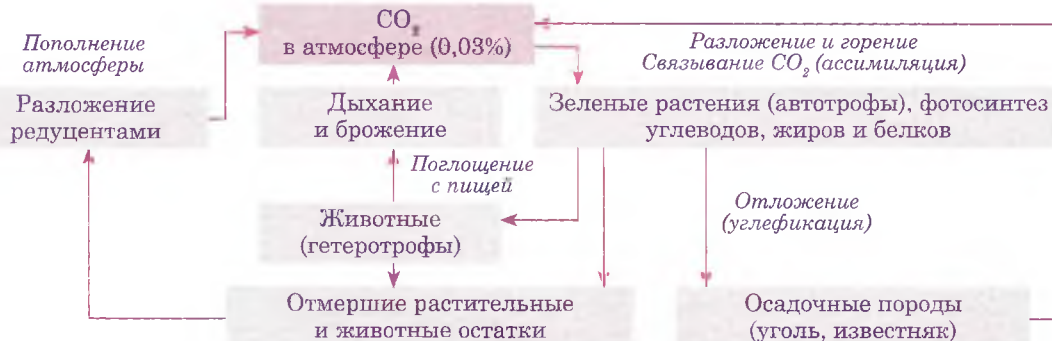 CO₂
в атмосфере (0,03%)
Пополнение
атмосферы
Разложение и горение
Связывание CO₂ (ассимиляция)
Разложение
редуцентами
Дыхание
и брожение
Зеленые растения (автотрофы), фотосинтез
углеводов, жиров и белков
Поглощение
с пищей
Животные
(гетеротрофы)
Отложение
(углефикация)
Отмершие растительные
и животные остатки
Осадочные породы
(уголь, известняк)